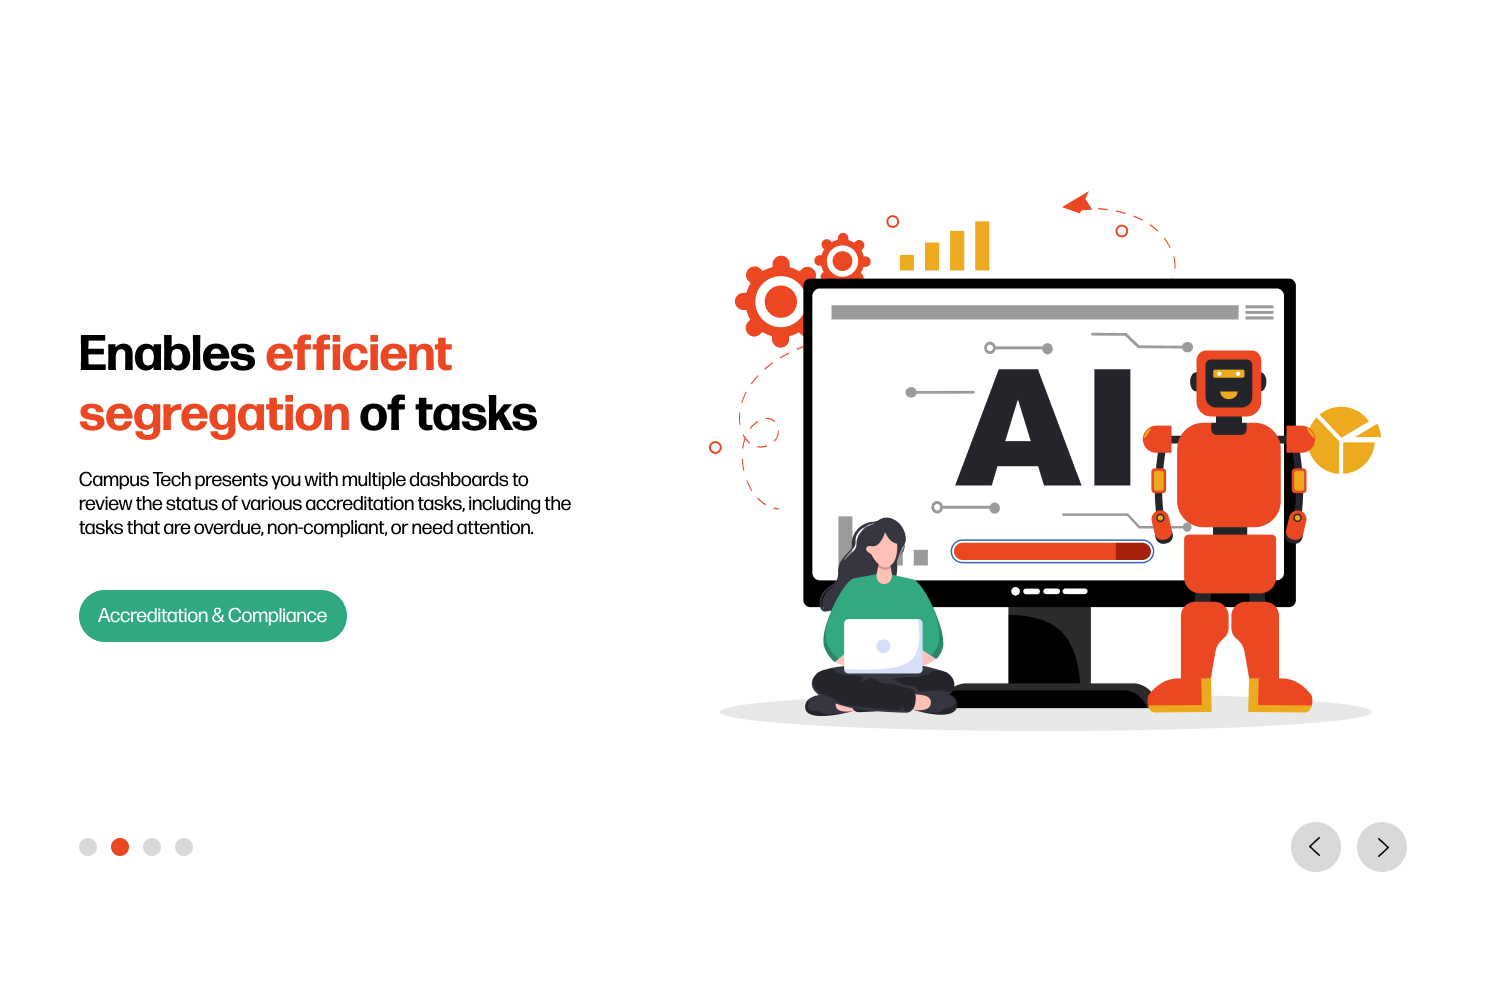 Enables efficient
segregation of tasks
Campus Tech presents you with multiple dashboards to
review the status of various accreditation tasks, including the
tasks that are overdue, non-compliant, or need attention.
Accreditation & Compliance
AI